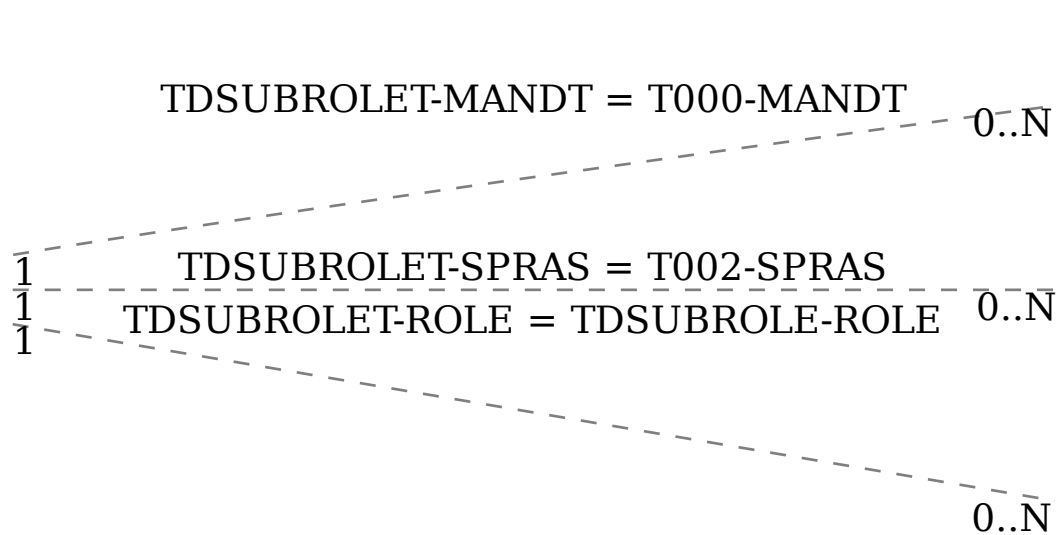 TDSUBROLET-MANDT = T000-MANDT
0..N
1
TDSUBROLET-SPRAS = T002-SPRAS
1
0..N
TDSUBROLET-ROLE = TDSUBROLE-ROLE
1
0..N